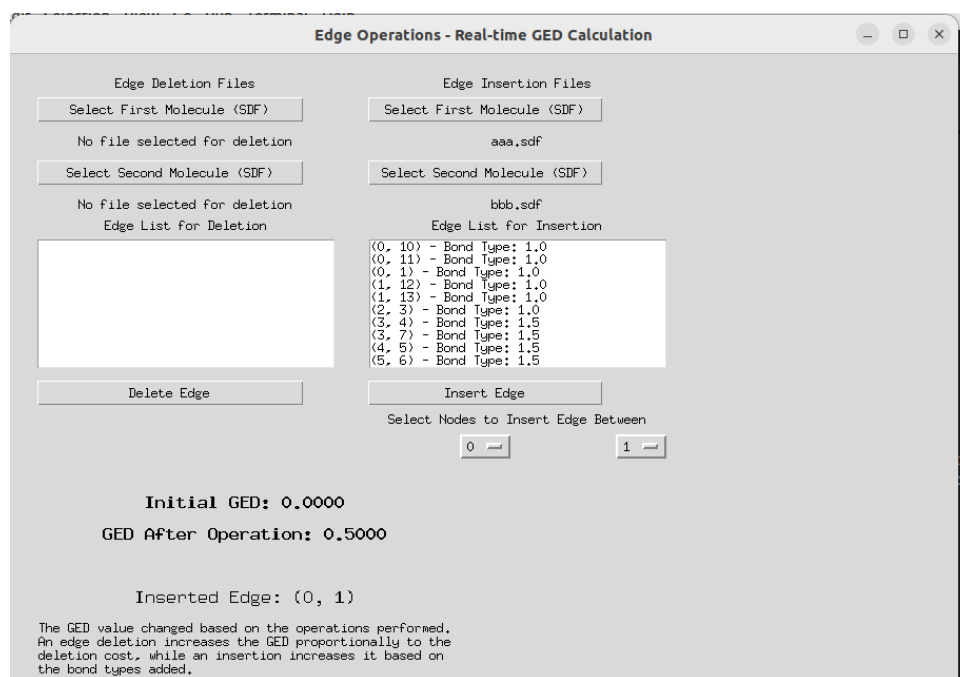 Edge Operations - Real-time GED Calculation
Edge Deletion Files
Select First Molecule (SDF)
No file selected for deletion
Select Second Molecule (SDF)
No file selected for deletion
Edge List for Deletion
Delete Edge
Edge Insertion Files
Select First Molecule (SDF)
aaa.sdf
Select Second Molecule (SDF)
bbb.sdf
Edge List for Insertion
(0, 10) - Bond Type: 1.0
(0, 11) - Bond Type: 1.0
(0, 1) - Bond Type: 1.0
(1, 12) - Bond Type: 1.0
(1, 13) - Bond Type: 1.0
(2, 3) - Bond Type: 1.0
(3, 4) - Bond Type: 1.5
(3, 7) - Bond Type: 1.5
(4, 5) - Bond Type: 1.5
(5, 6) - Bond Type: 1.5
Insert Edge
Select Nodes to Insert Edge Between
0 1
Initial GED: 0.0000
GED After Operation: 0.5000
Inserted Edge: (0, 1)
The GED value changed based on the operations performed.
An edge deletion increases the GED proportionally to the
deletion cost, while an insertion increases it based on
the bond types added.